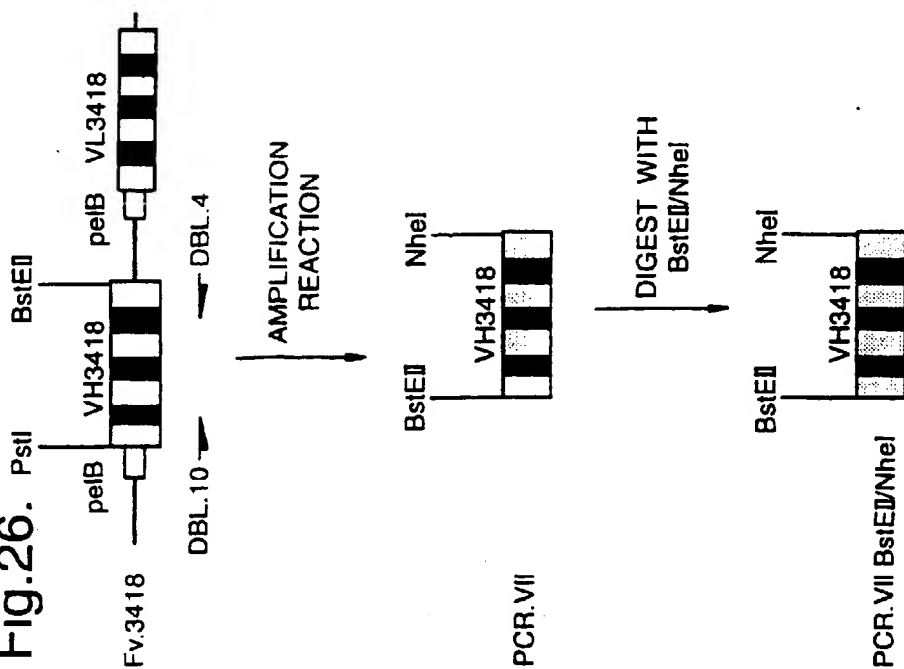 Fig.26.
PstI
BstEII
pelB
VH3418
pelB
VL3418
Fv.3418
DBL.10
DBL.4
AMPLIFICATION
REACTION
BstEII
NheI
VH3418
PCR.VII
DIGEST WITH
BstEII/NheI
BstEII
NheI
VH3418
PCR.VII BstEII/NheI